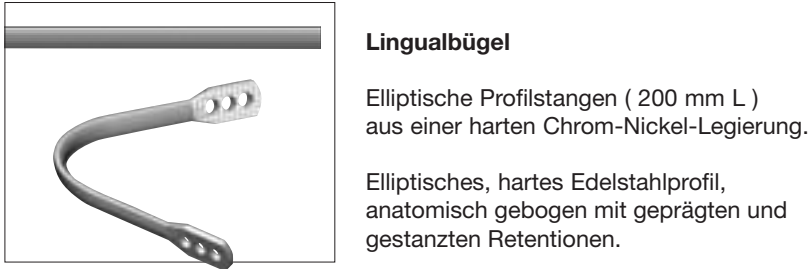 Lingualbügel
Elliptische Profilstangen ( 200 mm L )
aus einer harten Chrom-Nickel-Legierung.
Elliptisches, hartes Edelstahlprofil,
anatomisch gebogen mit geprägten und
gestanzten Retentionen.